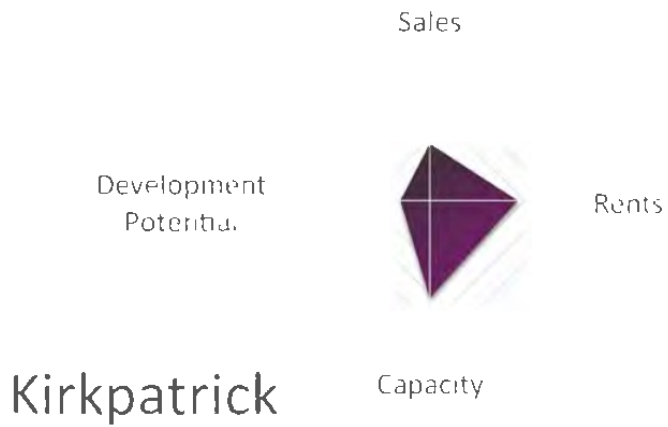 Sales
Development
Potential
Rents
Kirkpatrick
Capacity